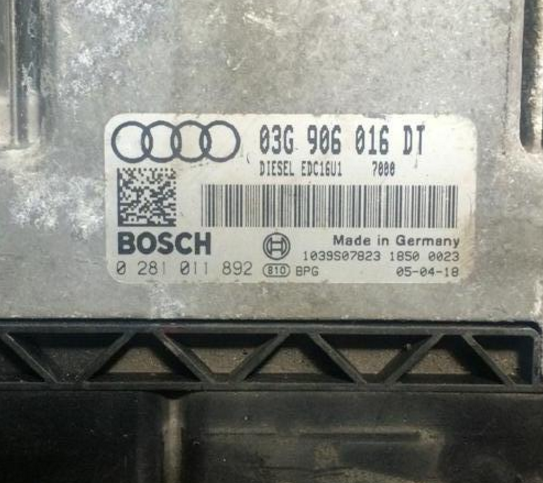 03G 906 016 DT
DIESEL EDC16U1 7000
BOSCH
Made in Germany
1039S07823 1850 0023
0 281 011 892 810 BPG 05-04-18